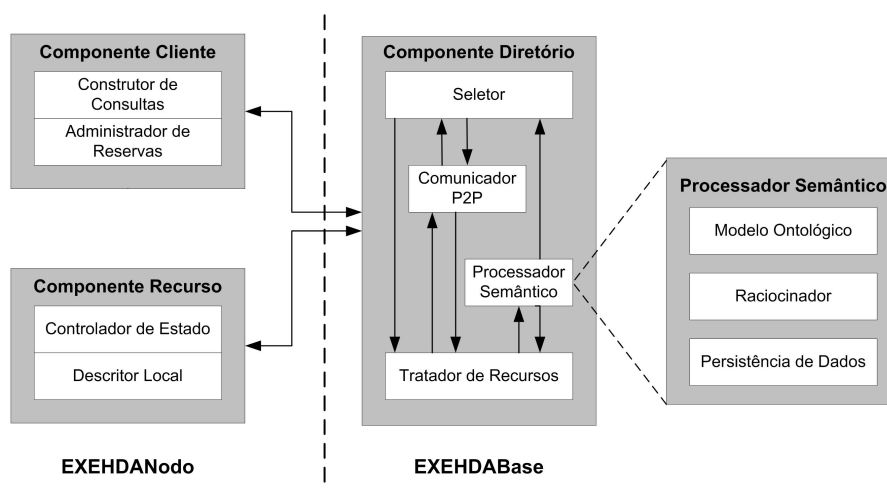 Componente Cliente
Construtor de
Consultas
Administrador de
Reservas
Componente Recurso
Controlador de Estado
Descritor Local
EXEHDANodo
Componente Diretório
Seletor
Comunicador
P2P
Processador
Semântico
Tratador de Recursos
EXEHDABase
Processador Semântico
Modelo Ontológico
Raciocinador
Persistência de Dados